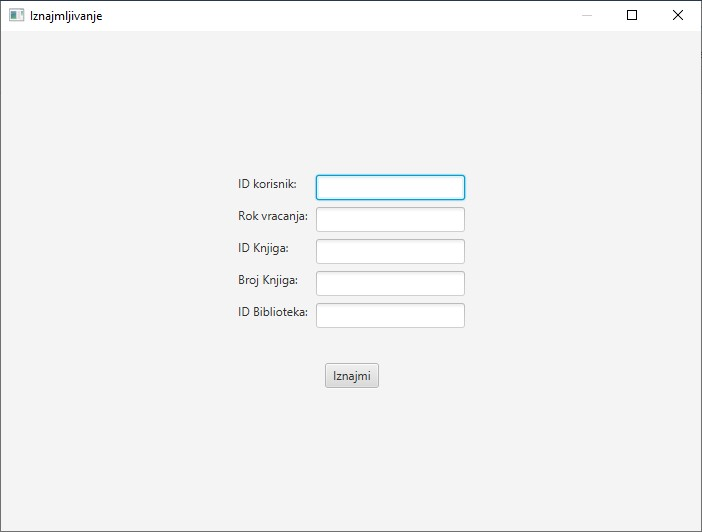 Iznajmljivanje
ID korisnik:
Rok vracanja:
ID Knjiga:
Broj Knjiga:
ID Biblioteka:
Iznajmi